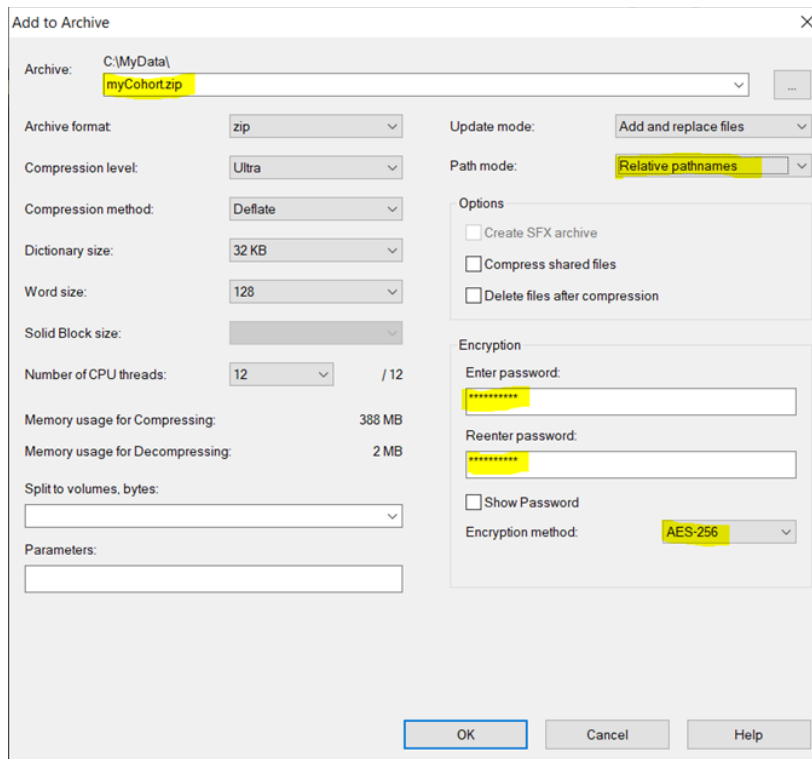 Add to Archive
Archive:
C:\MyData\
myCohort.zip
...
Archive format:
zip
Compression level:
Ultra
Compression method:
Deflate
Dictionary size:
32 KB
Word size:
128
Solid Block size:
Number of CPU threads:
12
/ 12
Memory usage for Compressing:
388 MB
Memory usage for Decompressing:
2 MB
Split to volumes, bytes:
Parameters:
Update mode:
Add and replace files
Path mode:
Relative pathnames
Options
Create SFX archive
Compress shared files
Delete files after compression
Encryption
Enter password:
**********
Reenter password:
**********
Show Password
Encryption method:
AES-256
OK
Cancel
Help